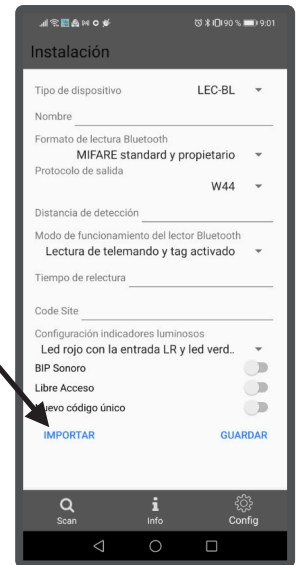 90 % 9:01
Instalación
Tipo de dispositivo LEC-BL
Nombre
Formato de lectura Bluetooth
MIFARE standard y propietario
Protocolo de salida
W44
Distancia de detección
Modo de funcionamiento del lector Bluetooth
Lectura de telemando y tag activado
Tiempo de relectura
Code Site
Configuración indicadores luminosos
Led rojo con la entrada LR y led verd..
BIP Sonoro
Libre Acceso
Nuevo código único
IMPORTAR GUARDAR
Scan Info Config